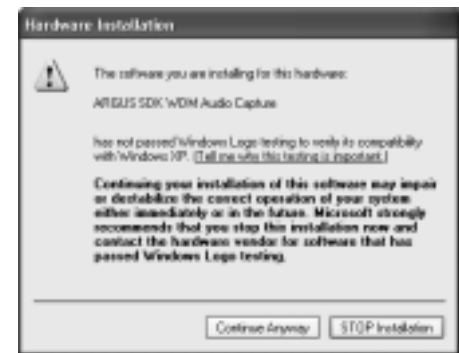 Hardware Installation
The software you are installing for this hardware:
ARGUS SDK WDM Audio Capture
has not passed Windows Logo testing to verify its compatibility
with Windows XP. (Tell me why this testing is important.)
Continuing your installation of this software may impair
or destabilize the correct operation of your system
either immediately or in the future. Microsoft strongly
recommends that you stop this installation now and
contact the hardware vendor for software that has
passed Windows Logo testing.
Continue Anyway
STOP Installation